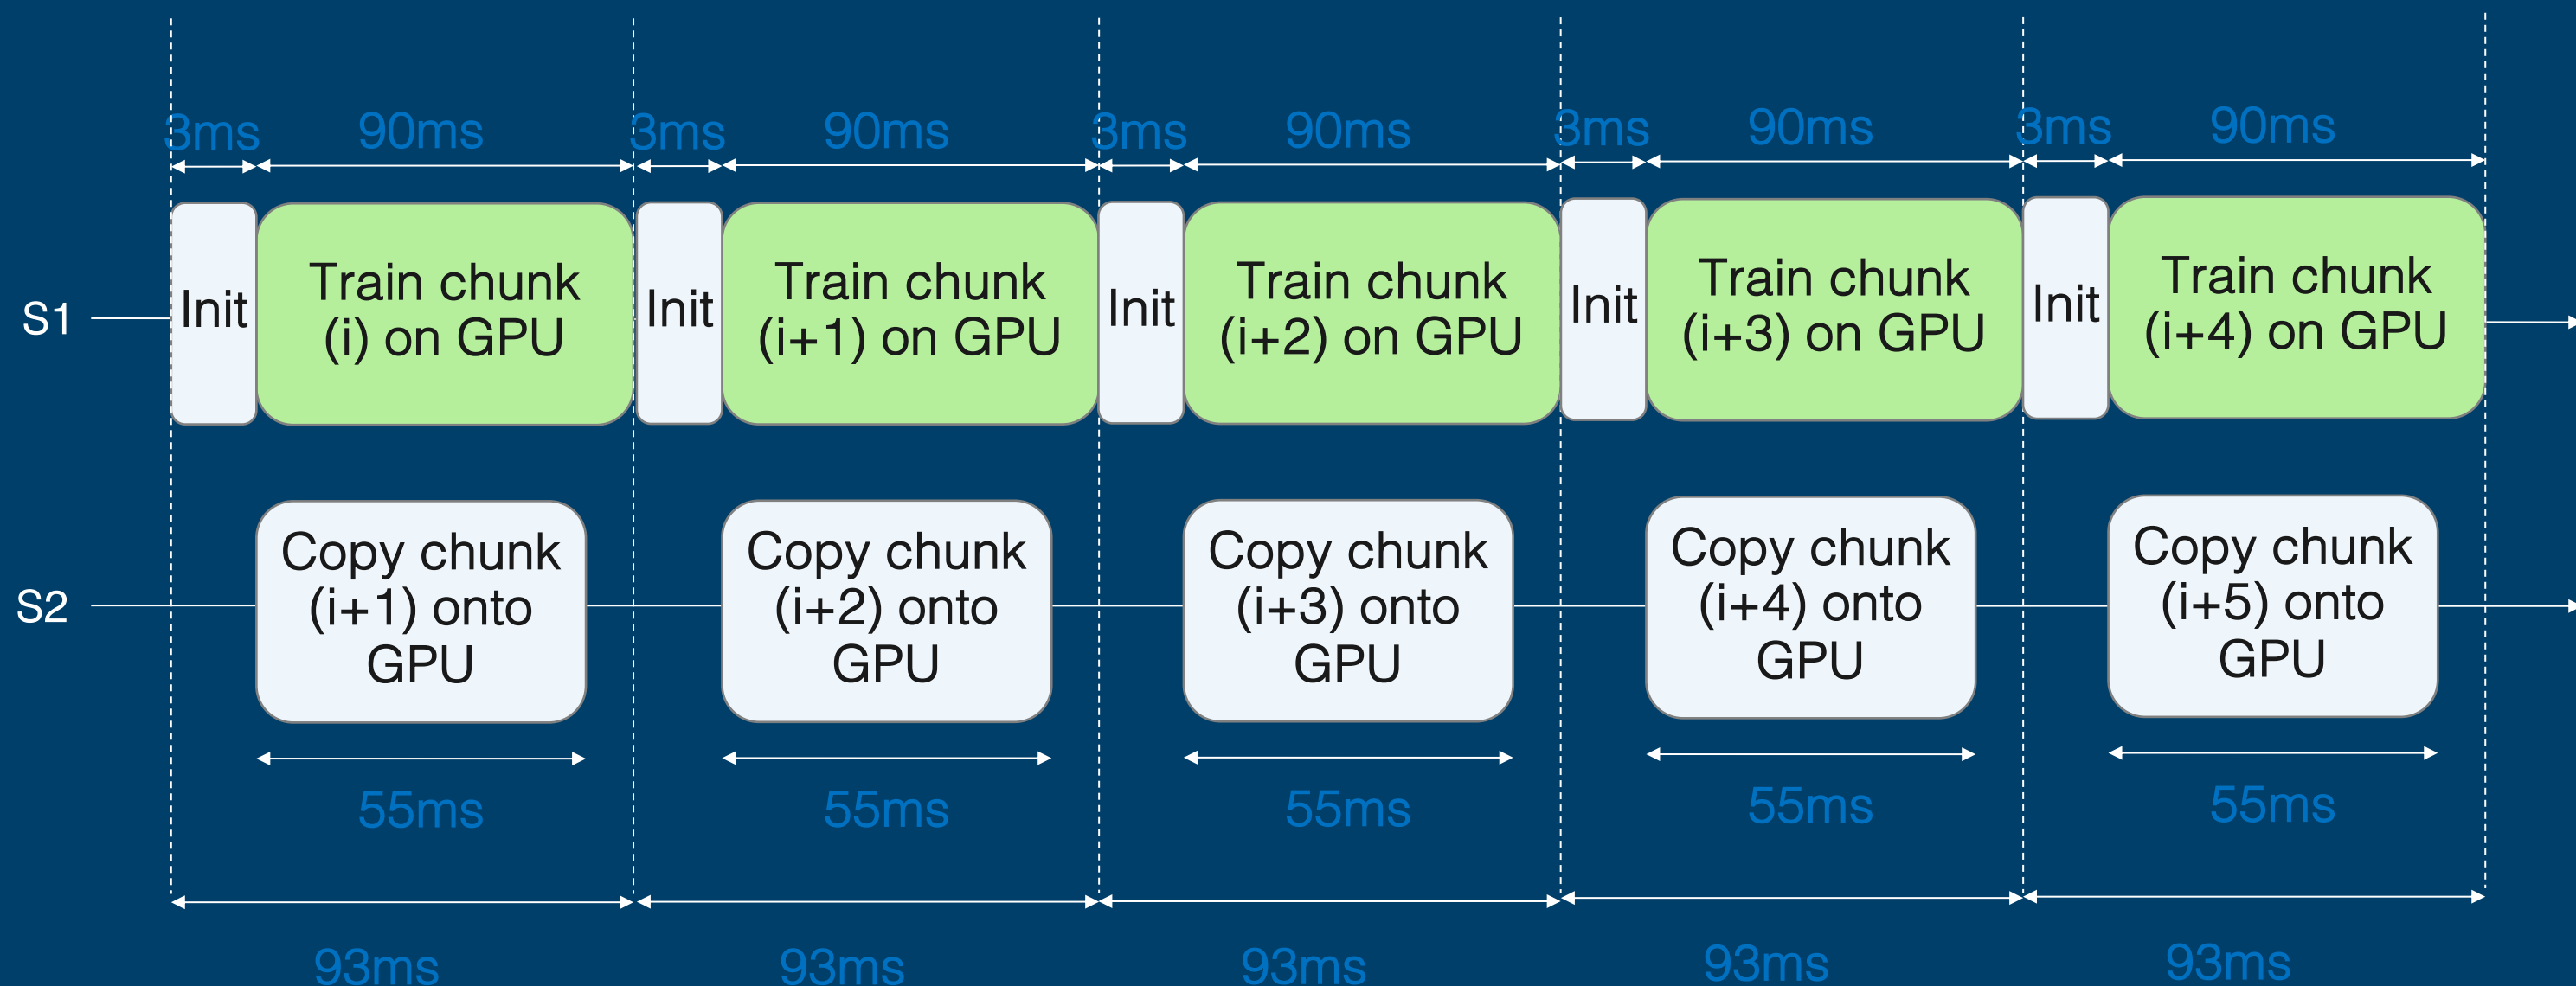 3ms 90ms 3ms 90ms 3ms 90ms 3ms 90ms 3ms 90ms
S1
Init
Train chunk
(i) on GPU
Init
Train chunk
(i+1) on GPU
Init
Train chunk
(i+2) on GPU
Init
Train chunk
(i+3) on GPU
Init
Train chunk
(i+4) on GPU
S2
Copy chunk
(i+1) onto
GPU
Copy chunk
(i+2) onto
GPU
Copy chunk
(i+3) onto
GPU
Copy chunk
(i+4) onto
GPU
Copy chunk
(i+5) onto
GPU
55ms 55ms 55ms 55ms 55ms
93ms 93ms 93ms 93ms 93ms